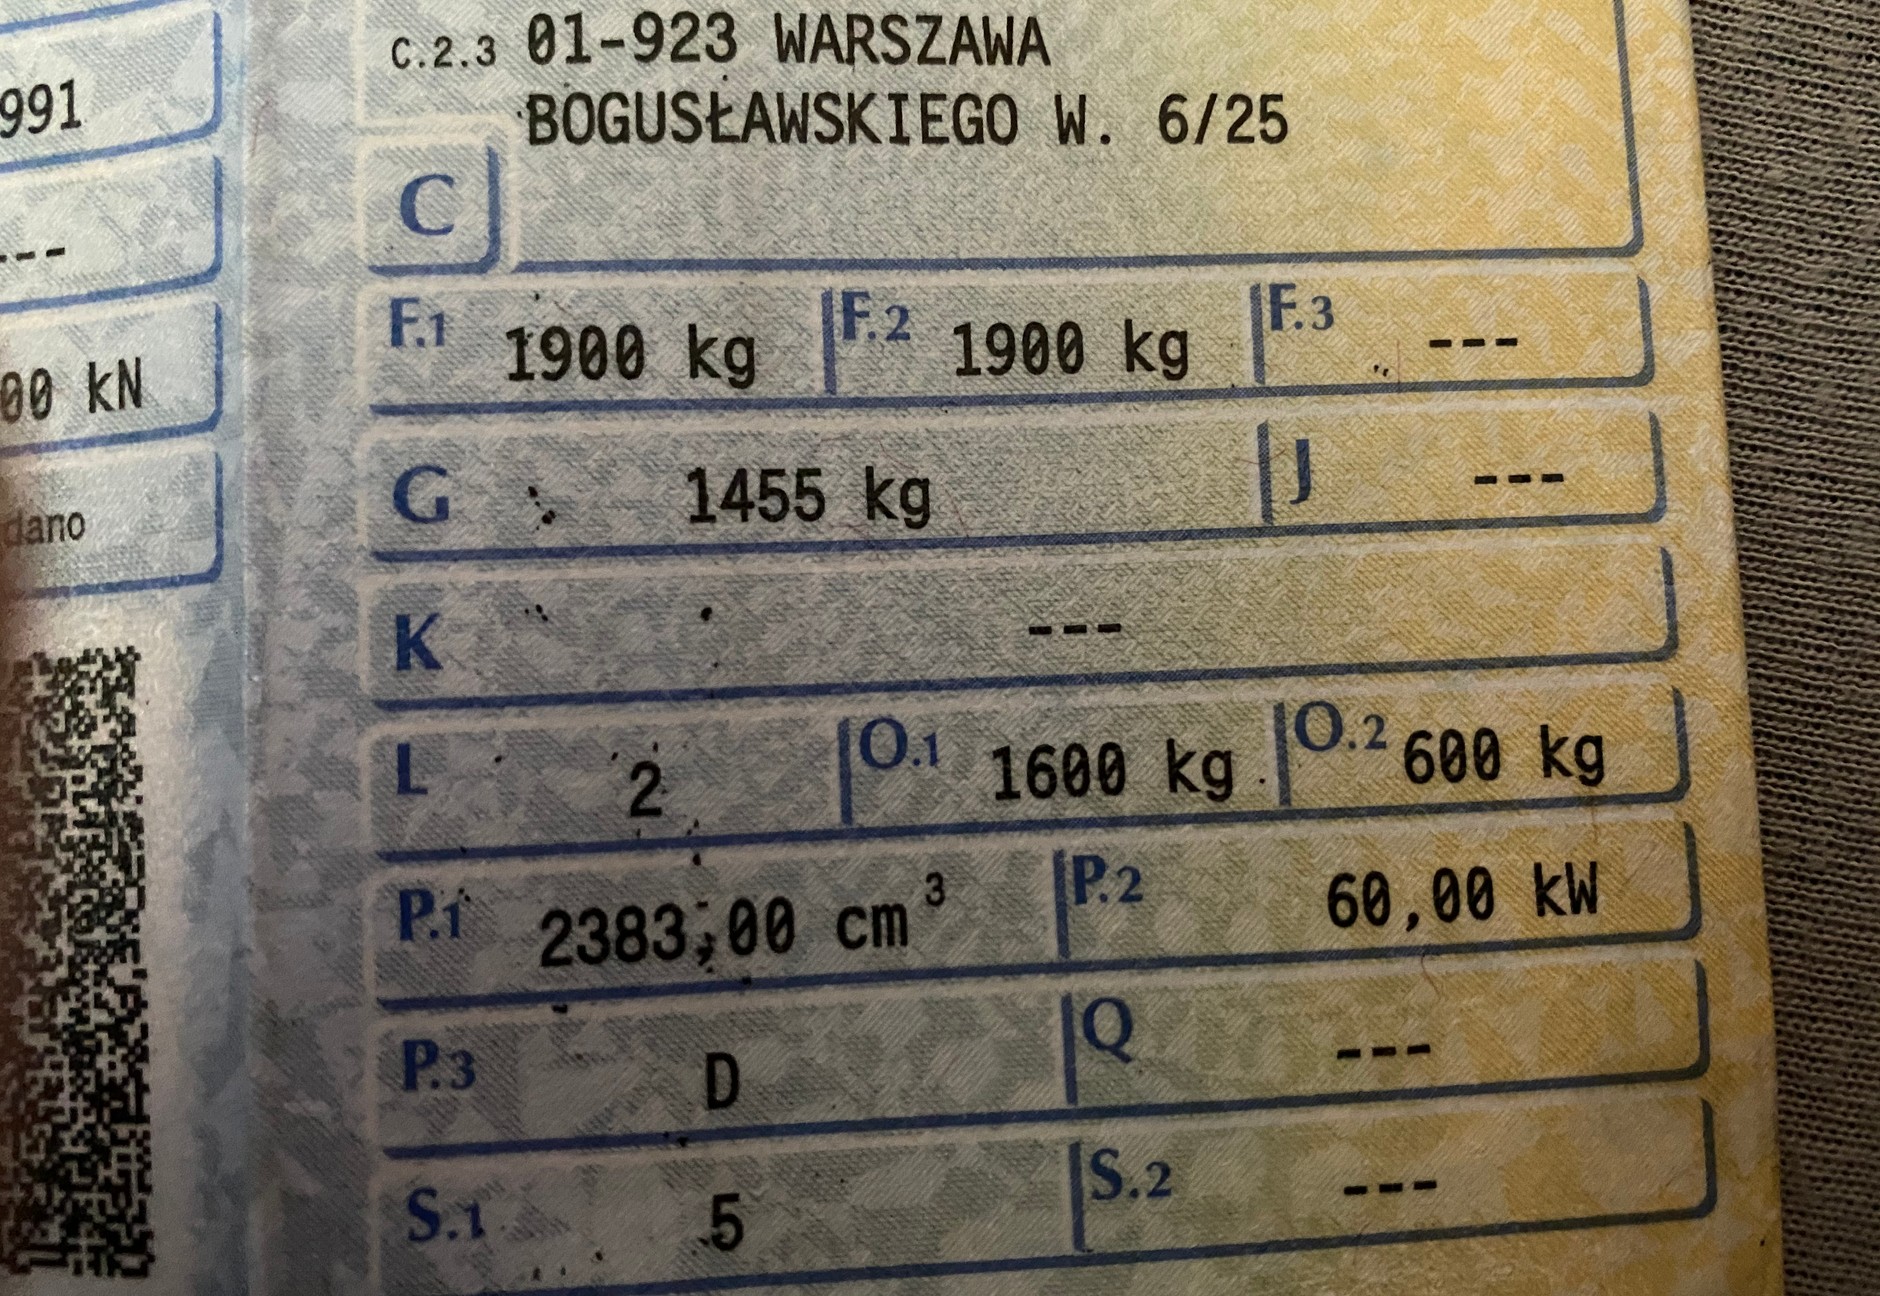 991
---
00 kN
dano
C.2.3 01-923 WARSZAWA
BOGUSŁAWSKIEGO W. 6/25
C
F.1 1900 kg F.2 1900 kg F.3 ---
G 1455 kg J ---
K ---
L 2 O.1 1600 kg O.2 600 kg
P.1 2383,00 cm³ P.2 60,00 kW
P.3 D Q ---
S.1 5 S.2 ---